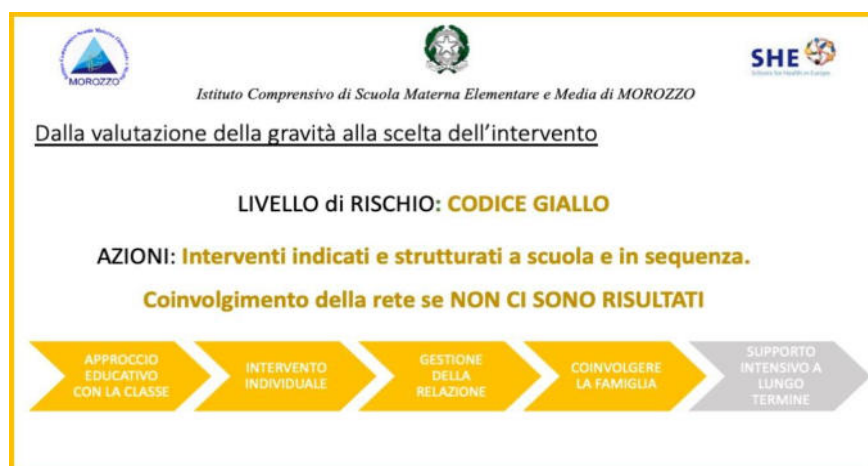 MOROZZO
SHE
Schools for Health in Europe
Istituto Comprensivo di Scuola Materna Elementare e Media di MOROZZO
Dalla valutazione della gravità alla scelta dell'intervento
LIVELLO di RISCHIO: CODICE GIALLO
AZIONI: Interventi indicati e strutturati a scuola e in sequenza.
Coinvolgimento della rete se NON CI SONO RISULTATI
APPROCCIO
EDUCATIVO
CON LA CLASSE
INTERVENTO
INDIVIDUALE
GESTIONE
DELLA
RELAZIONE
COINVOLGERE
LA FAMIGLIA
SUPPORTO
INTENSIVO A
LUNGO
TERMINE